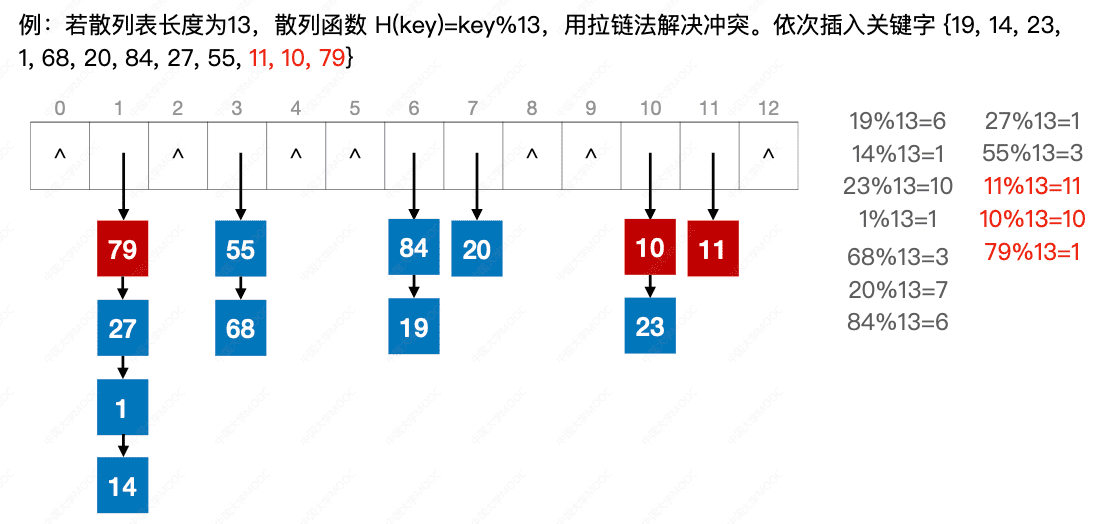 例：若散列表长度为13，散列函数 H(key)=key%13，用拉链法解决冲突。依次插入关键字 {19, 14, 23,
1, 68, 20, 84, 27, 55, 11, 10, 79}
0 1 2 3 4 5 6 7 8 9 10 11 12
^ ^ ^ ^ ^ ^ ^
79 55 84 20 10 11
27 68 19 23
1
14
19%13=6
14%13=1
23%13=10
1%13=1
68%13=3
20%13=7
84%13=6
27%13=1
55%13=3
11%13=11
10%13=10
79%13=1